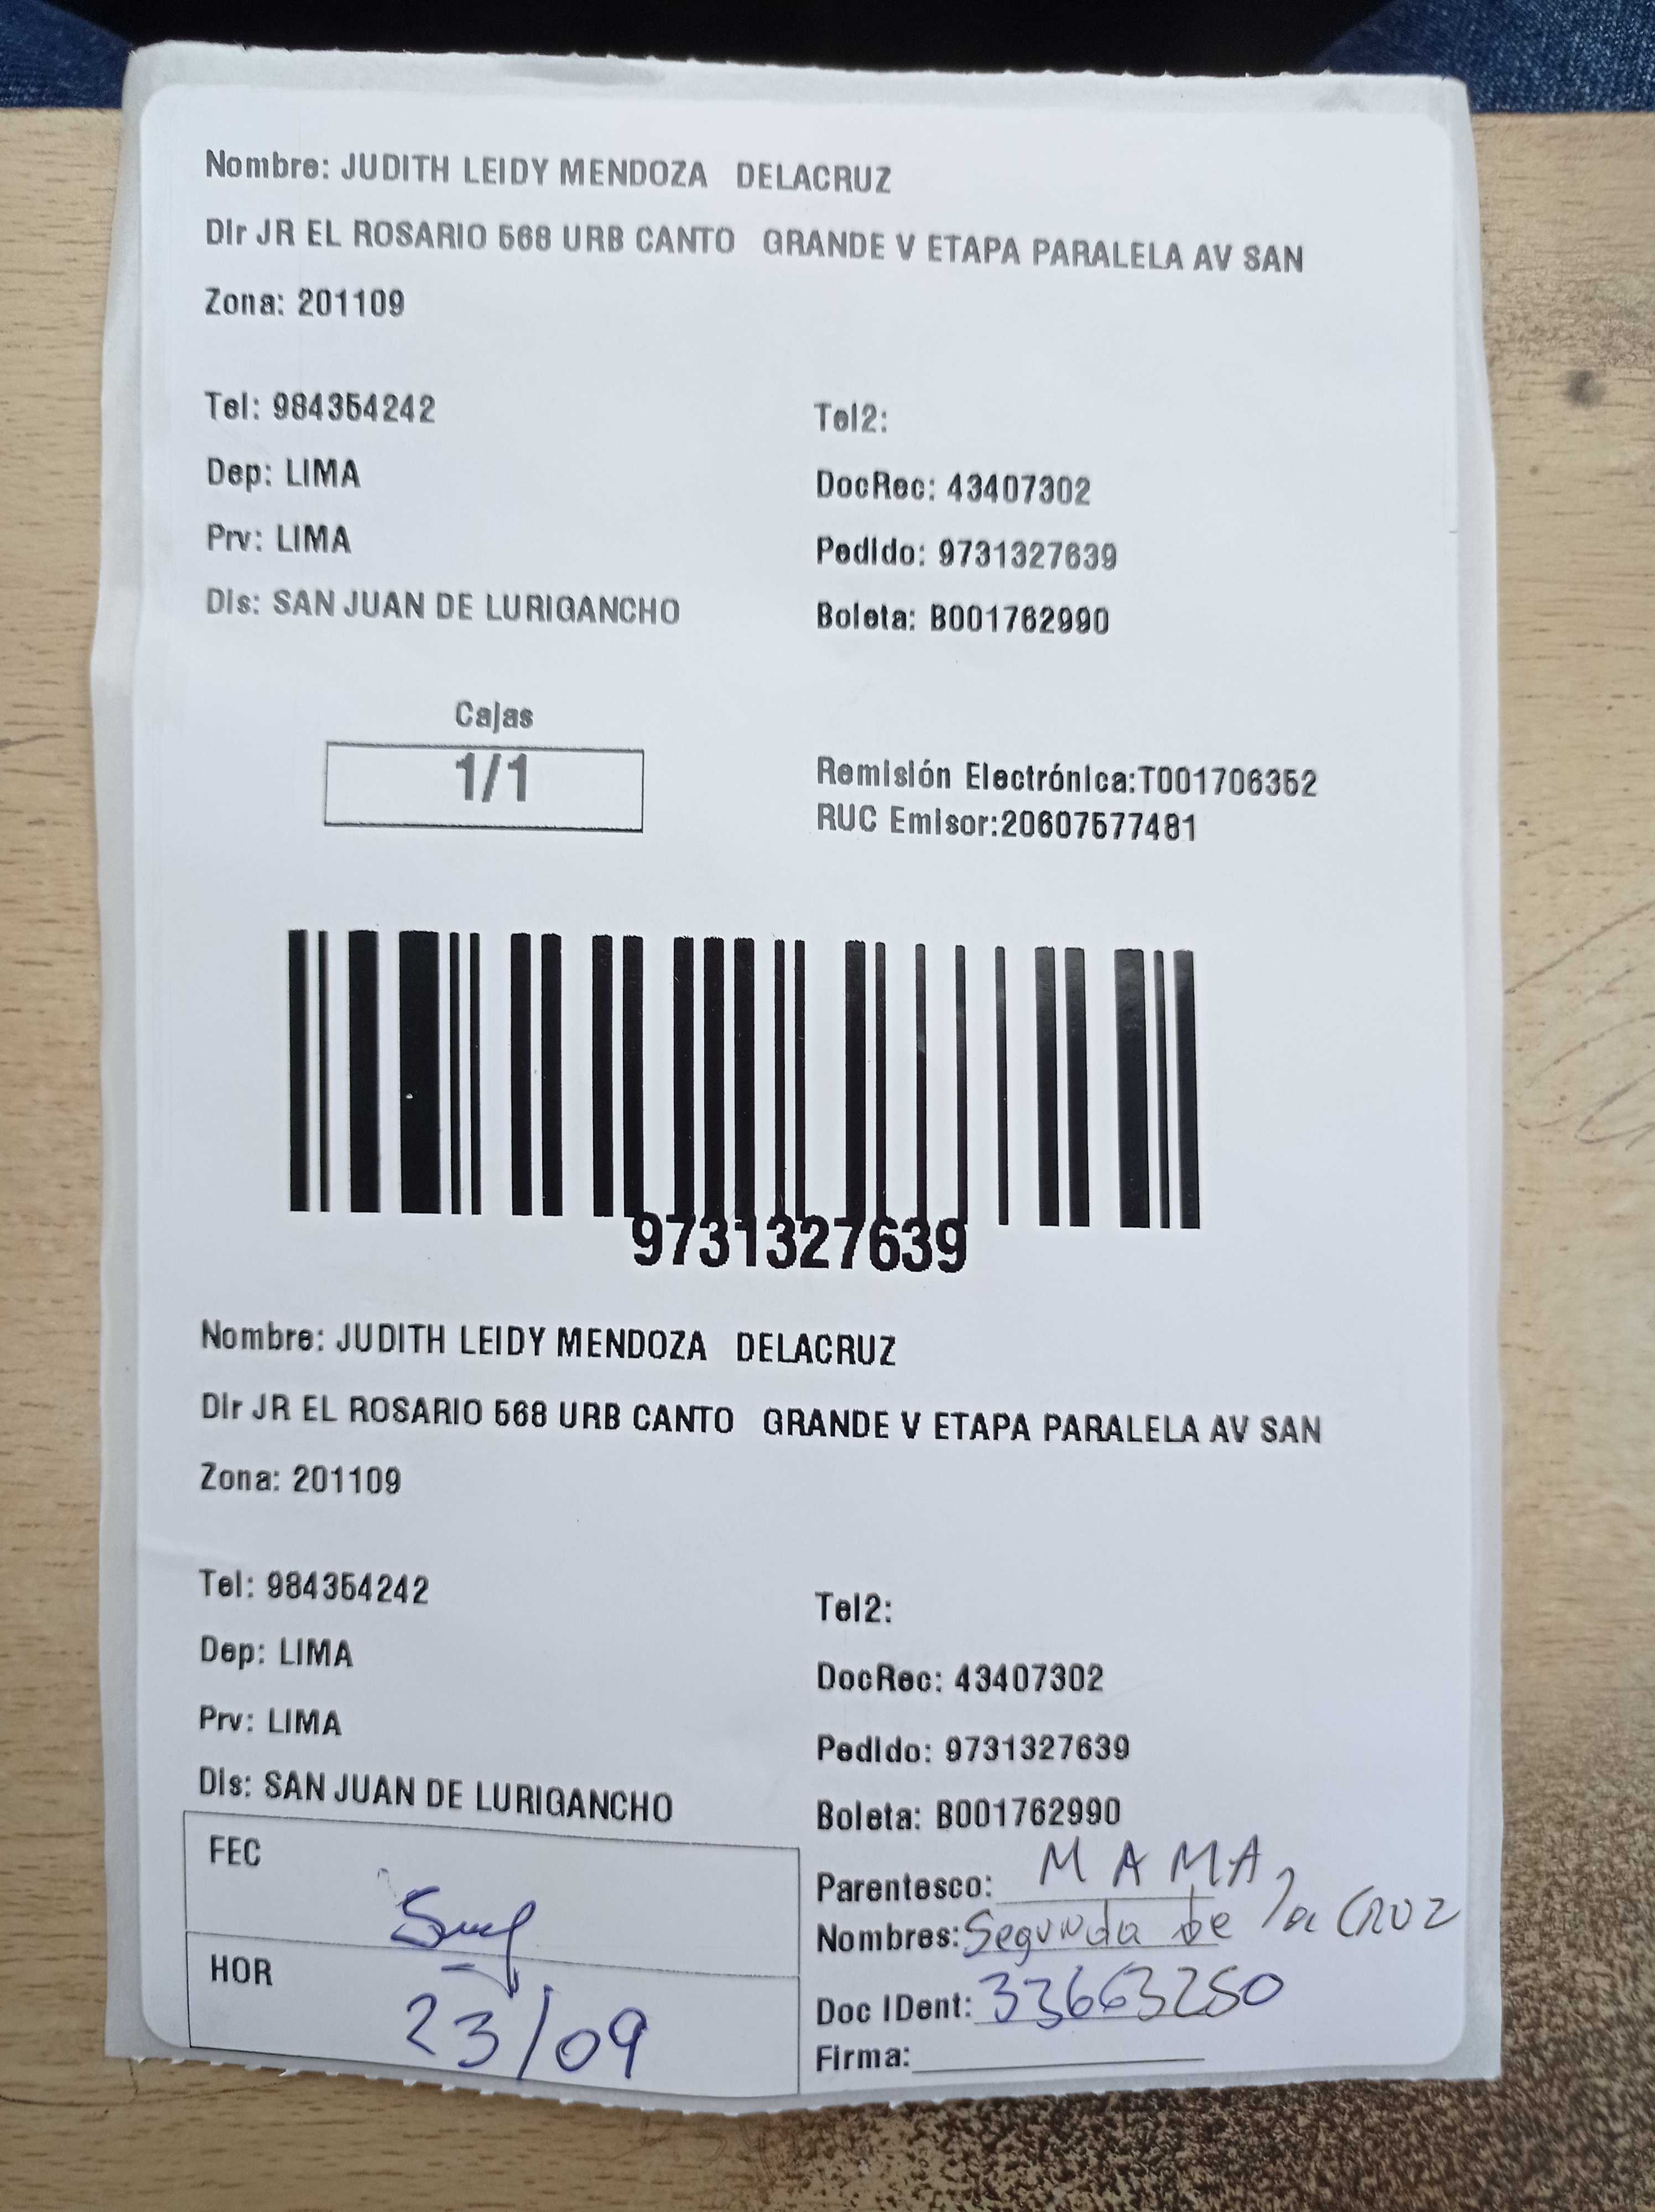 Nombre: JUDITH LEIDY MENDOZA DELACRUZ
Dir JR EL ROSARIO 568 URB CANTO GRANDE V ETAPA PARALELA AV SAN
Zona: 201109
Tel: 984354242 Tel2:
Dep: LIMA DocRec: 43407302
Prv: LIMA Pedido: 9731327639
Dis: SAN JUAN DE LURIGANCHO Boleta: B001762990
Cajas
1/1
Remisión Electrónica:T001706352
RUC Emisor:20607577481
9731327639
Nombre: JUDITH LEIDY MENDOZA DELACRUZ
Dir JR EL ROSARIO 568 URB CANTO GRANDE V ETAPA PARALELA AV SAN
Zona: 201109
Tel: 984354242 Tel2:
Dep: LIMA DocRec: 43407302
Prv: LIMA Pedido: 9731327639
Dis: SAN JUAN DE LURIGANCHO Boleta: B001762990
FEC
HOR
23/09
Parentesco: MAMA
Nombres: Segunda De la CRUZ
Doc IDent: 33663250
Firma: